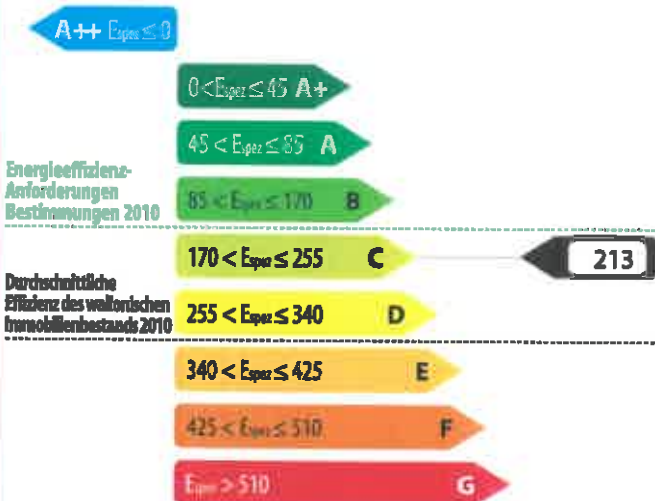 A++ Espez ≤ 0
0 < Espez ≤ 45 A+
45 < Espez ≤ 85 A
Energieeffizienz-
Anforderungen
Bestimmungen 2010
85 < Espez ≤ 170 B
170 < Espez ≤ 255 C
213
Durchschnittliche
Effizienz des wallonischen
Immobilienbestands 2010
255 < Espez ≤ 340 D
340 < Espez ≤ 425 E
425 < Espez ≤ 510 F
Espez > 510 G